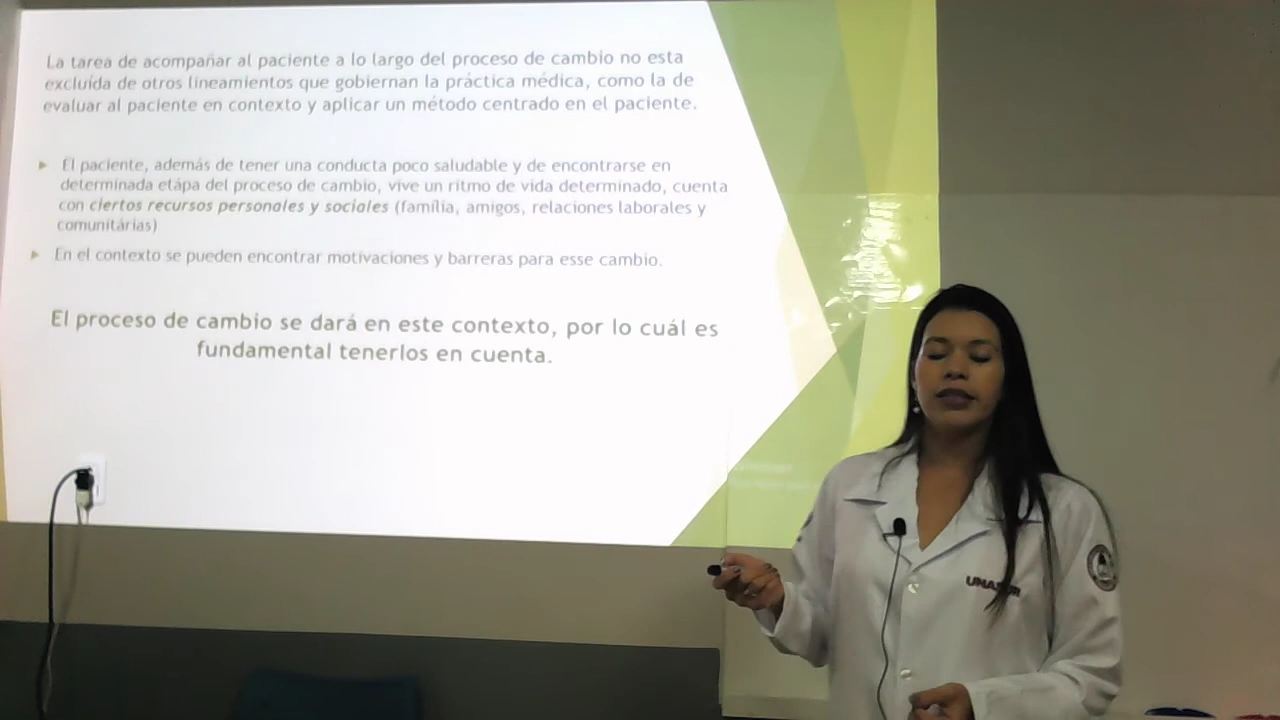 La tarea de acompañar al paciente a lo largo del proceso de cambio no esta
excluída de otros lineamientos que gobiernan la práctica médica, como la de
evaluar al paciente en contexto y aplicar un método centrado en el paciente.
El paciente, además de tener una conducta poco saludable y de encontrarse en
determinada etápa del proceso de cambio, vive un ritmo de vida determinado, cuenta
con ciertos recursos personales y sociales (família, amigos, relaciones laborales y
comunitárias)
En el contexto se pueden encontrar motivaciones y barreras para esse cambio.
El proceso de cambio se dará en este contexto, por lo cuál es
fundamental tenerlos en cuenta.